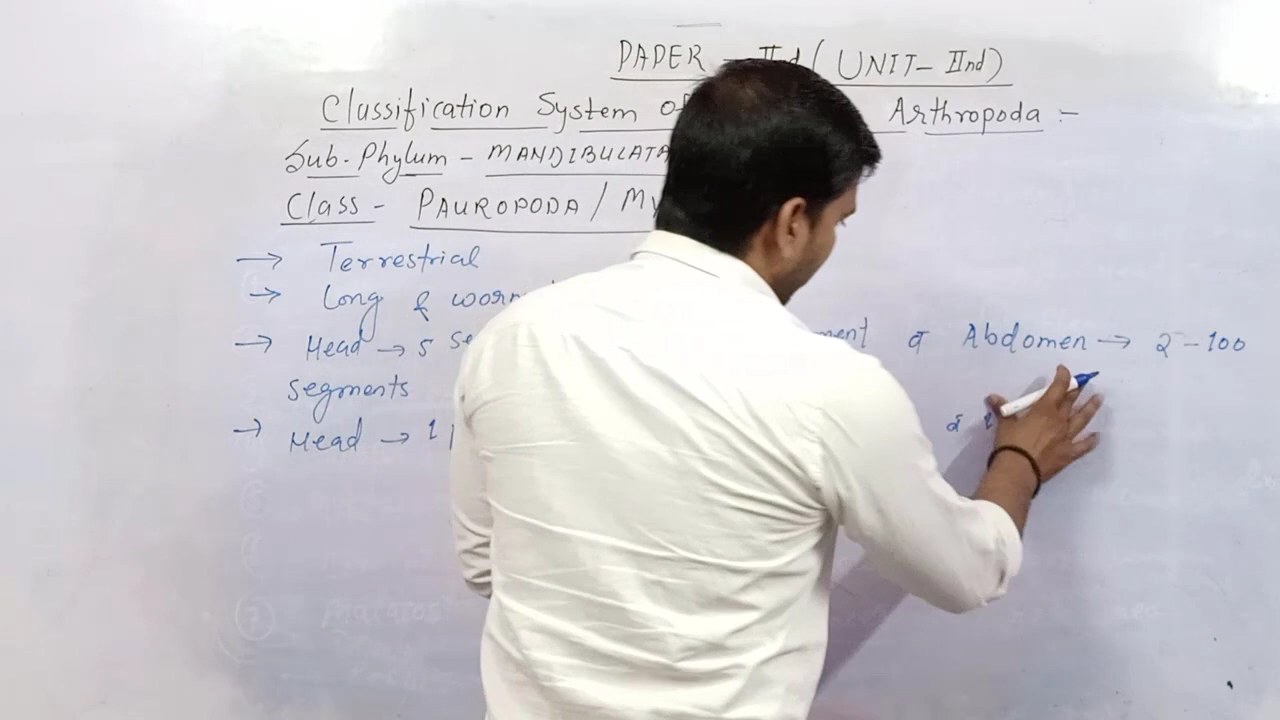 PAPER - IInd (UNIT- IInd)
Classification System of Arthropoda :-
Sub-Phylum - MANDIBULATA
Class - PAUROPODA / MY
→ Terrestrial
→ Long & worm
→ Head → 5 se ment व Abdomen → 2 - 100
segments
→ Head → 1 व
7